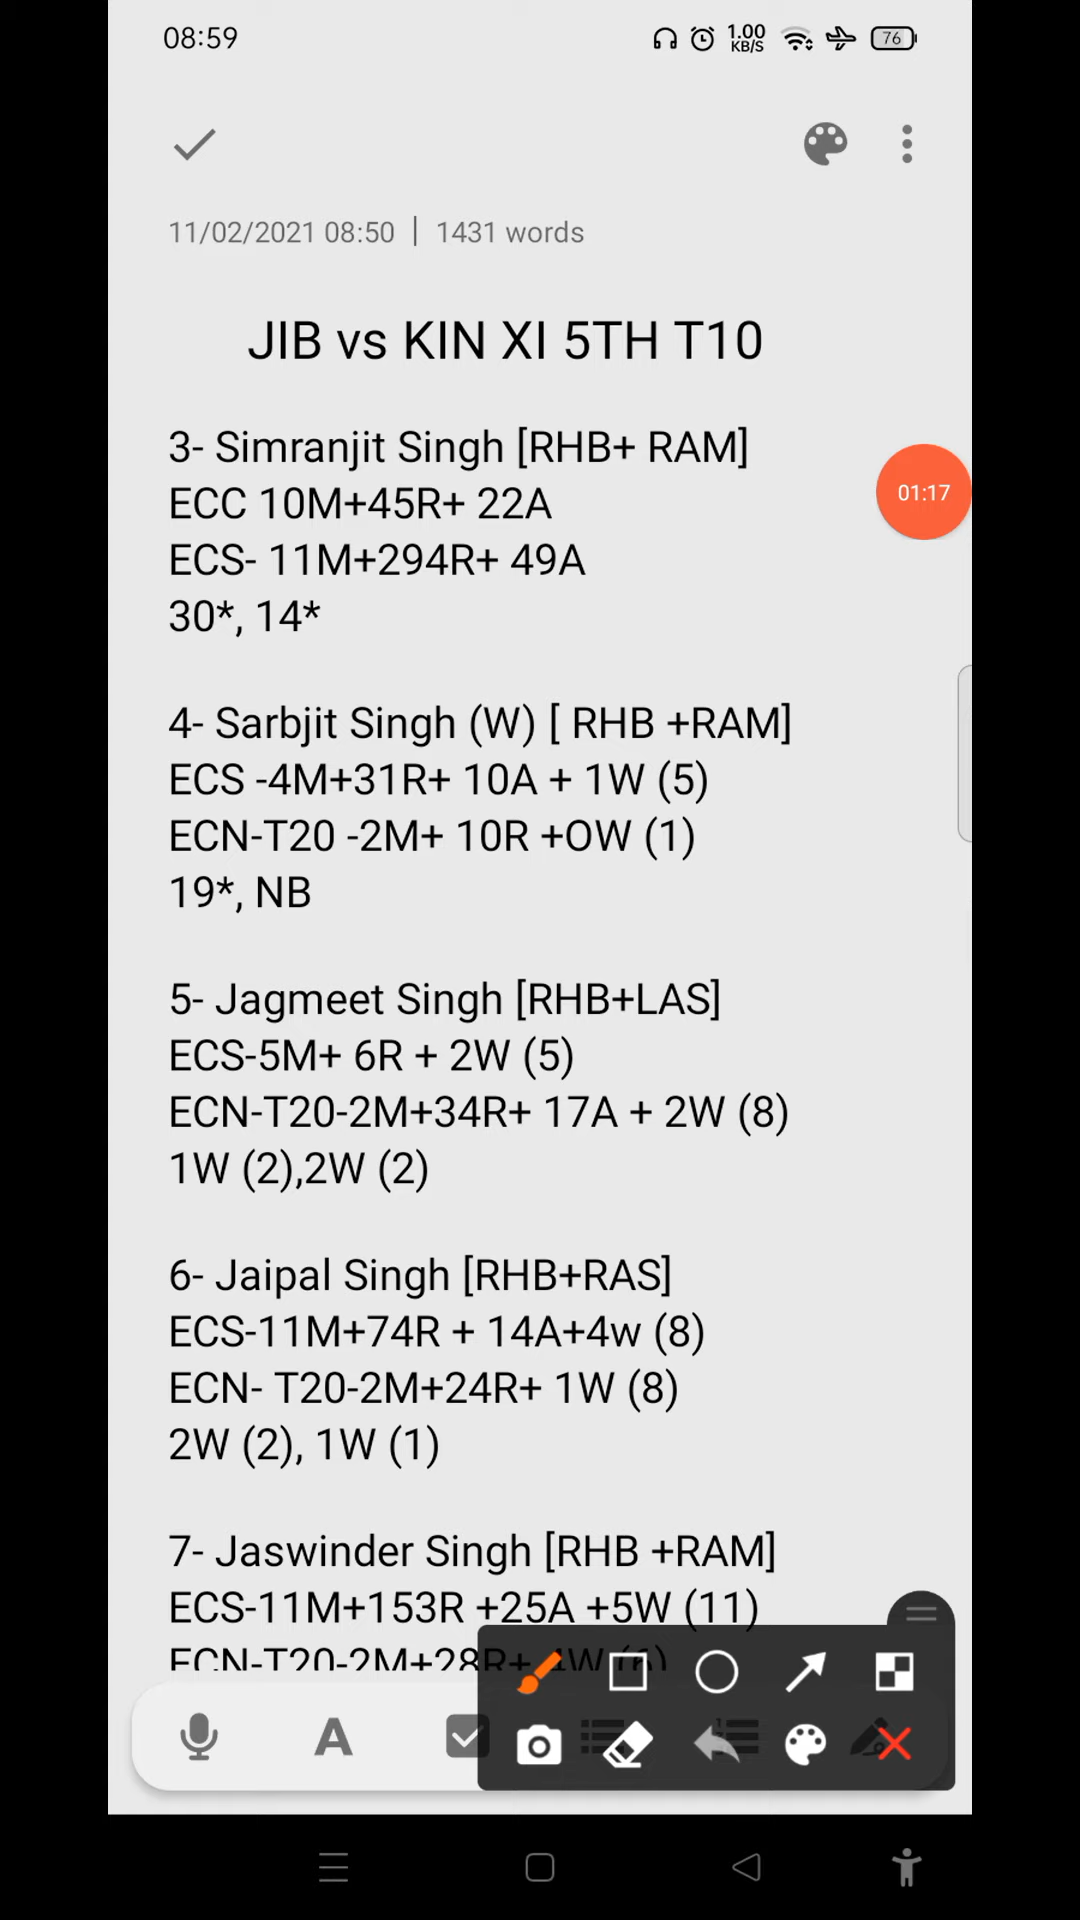 08:59
1.00
KB/S
76
11/02/2021 08:50 | 1431 words
JIB vs KIN XI 5TH T10
3- Simranjit Singh [RHB+ RAM]
ECC 10M+45R+ 22A
01:17
ECS- 11M+294R+ 49A
30*, 14*
4- Sarbjit Singh (W) [ RHB +RAM]
ECS -4M+31R+ 10A + 1W (5)
ECN-T20 -2M+ 10R +OW (1)
19*, NB
5- Jagmeet Singh [RHB+LAS]
ECS-5M+ 6R + 2W (5)
ECN-T20-2M+34R+ 17A + 2W (8)
1W (2),2W (2)
6- Jaipal Singh [RHB+RAS]
ECS-11M+74R + 14A+4w (8)
ECN- T20-2M+24R+ 1W (8)
2W (2), 1W (1)
7- Jaswinder Singh [RHB +RAM]
ECS-11M+153R +25A +5W (11)
ECN-T20-2M+28R+
A